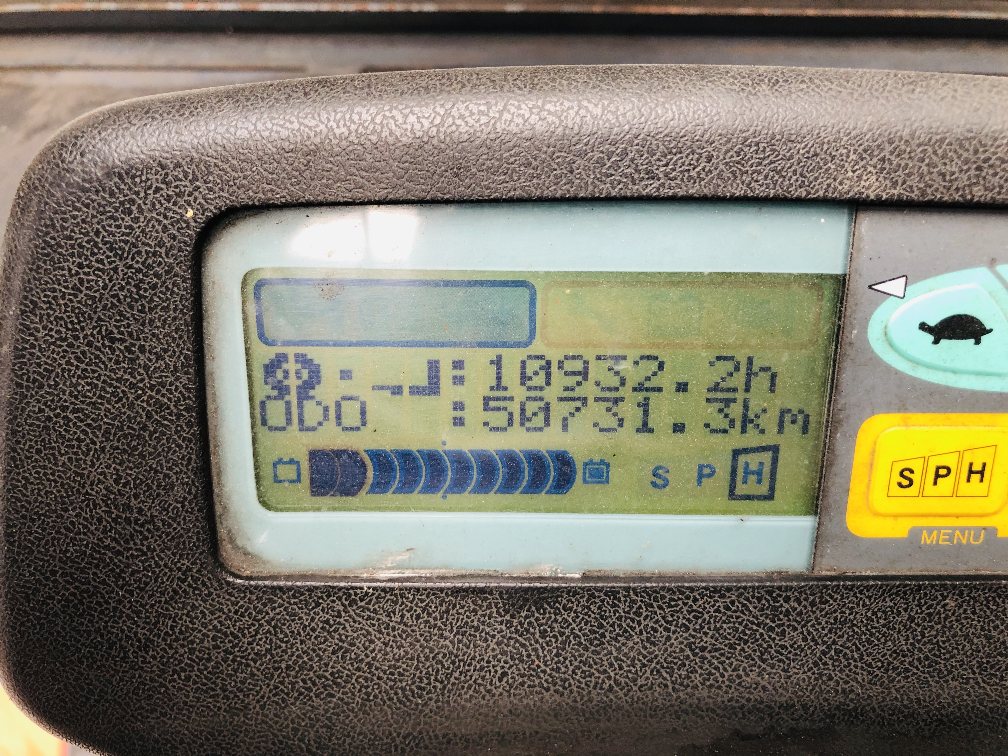 : 10932.2h
ODO : 50731.3km
S P H
SPH
MENU